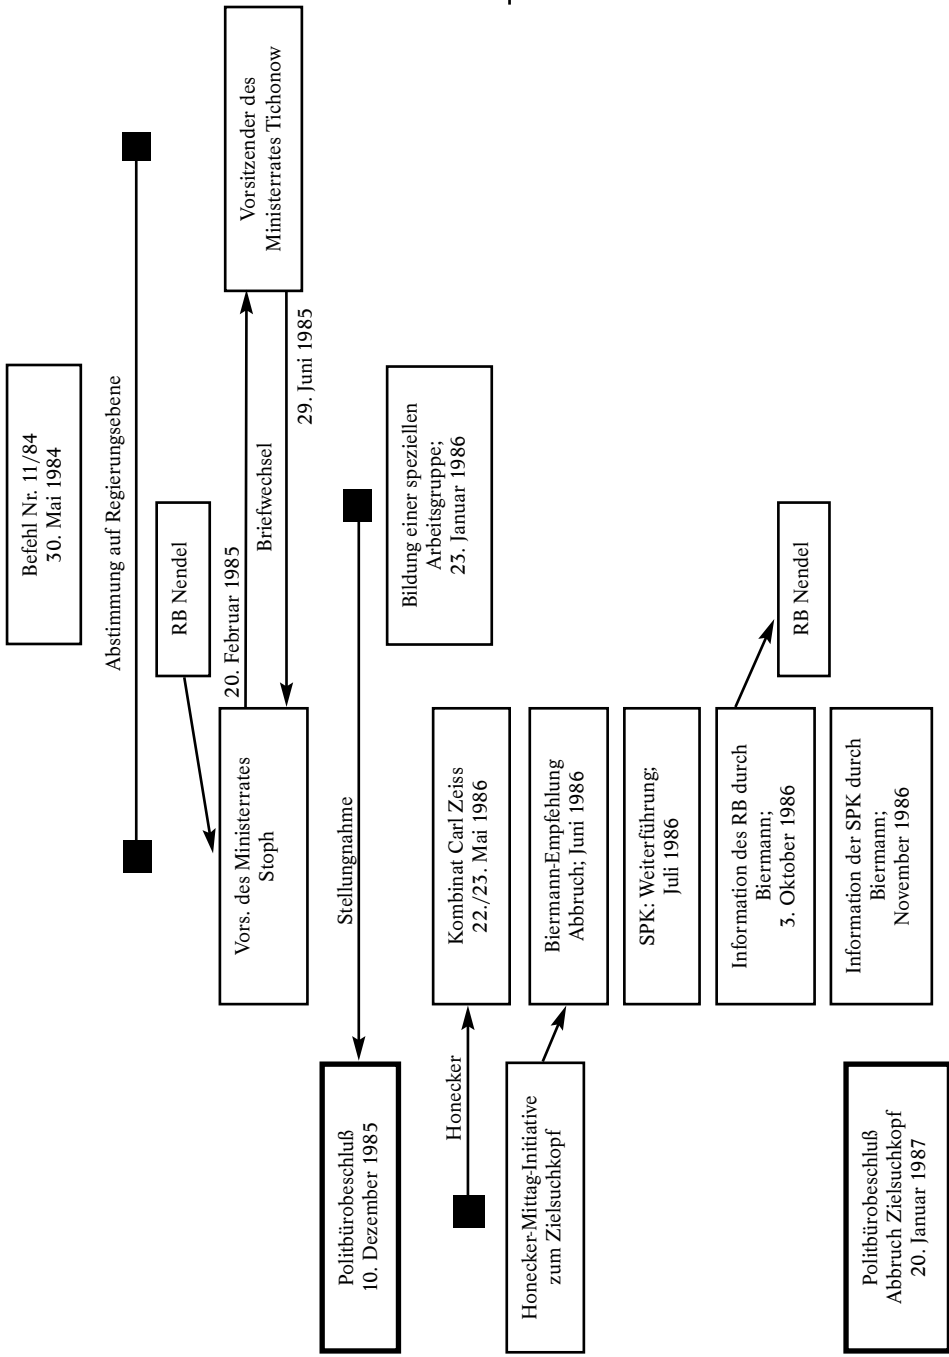 Befehl Nr. 11/84
30. Mai 1984
Abstimmung auf Regierungsebene
RB Nendel
Vors. des Ministerrates
Stoph
20. Februar 1985
Briefwechsel
29. Juni 1985
Vorsitzender des
Ministerrates Tichonow
Politbürobeschluß
10. Dezember 1985
Stellungnahme
Bildung einer speziellen
Arbeitsgruppe;
23. Januar 1986
Honecker
Kombinat Carl Zeiss
22./23. Mai 1986
Honecker-Mittag-Initiative
zum Zielsuchkopf
Biermann-Empfehlung
Abbruch; Juni 1986
SPK: Weiterführung;
Juli 1986
Information des RB durch
Biermann;
3. Oktober 1986
RB Nendel
Information der SPK durch
Biermann;
November 1986
Politbürobeschluß
Abbruch Zielsuchkopf
20. Januar 1987